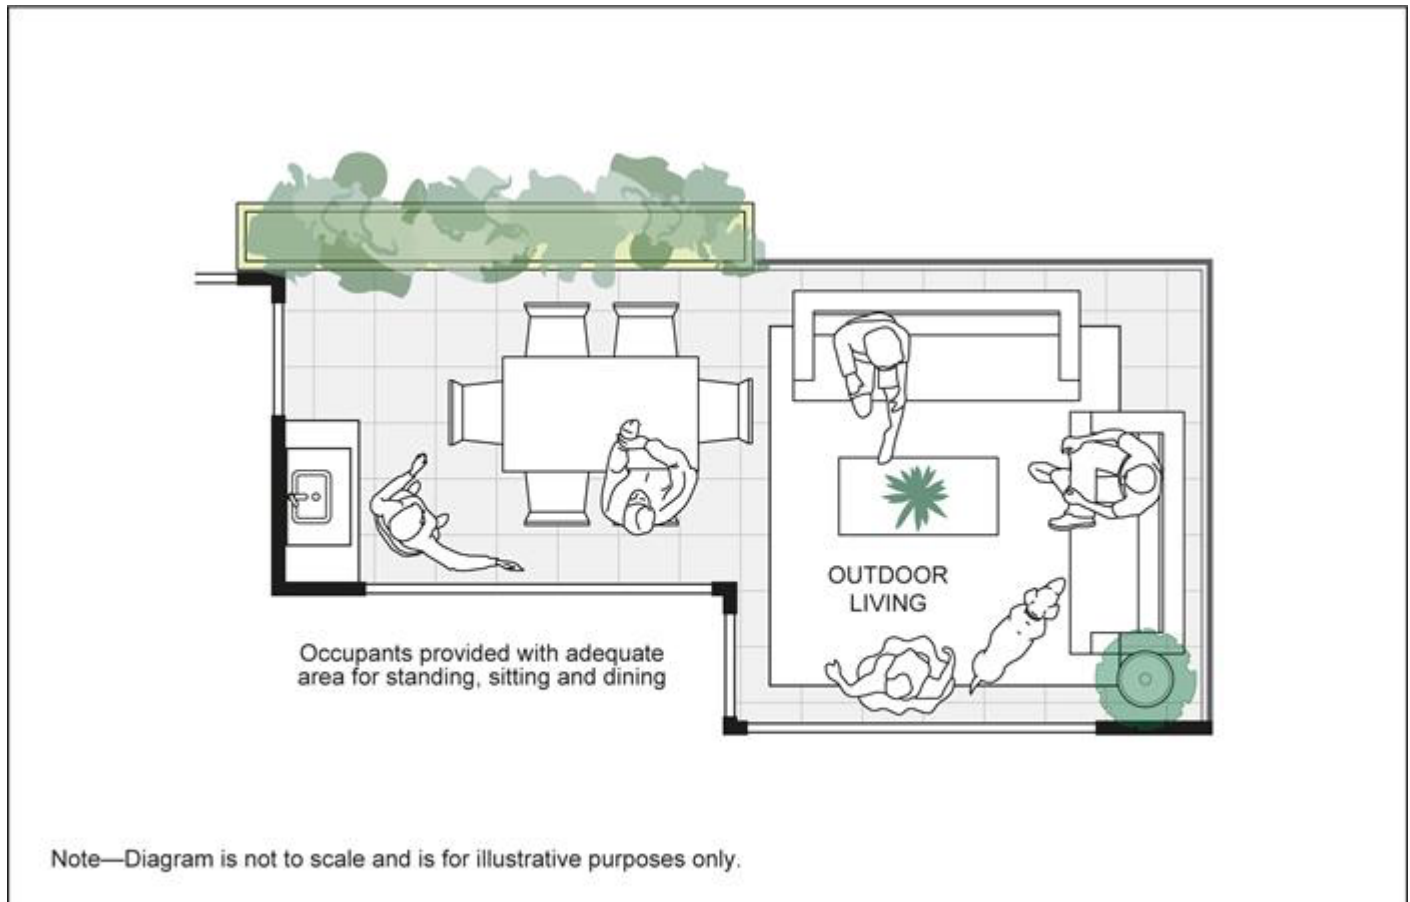 OUTDOOR
LIVING
Occupants provided with adequate
area for standing, sitting and dining
Note—Diagram is not to scale and is for illustrative purposes only.